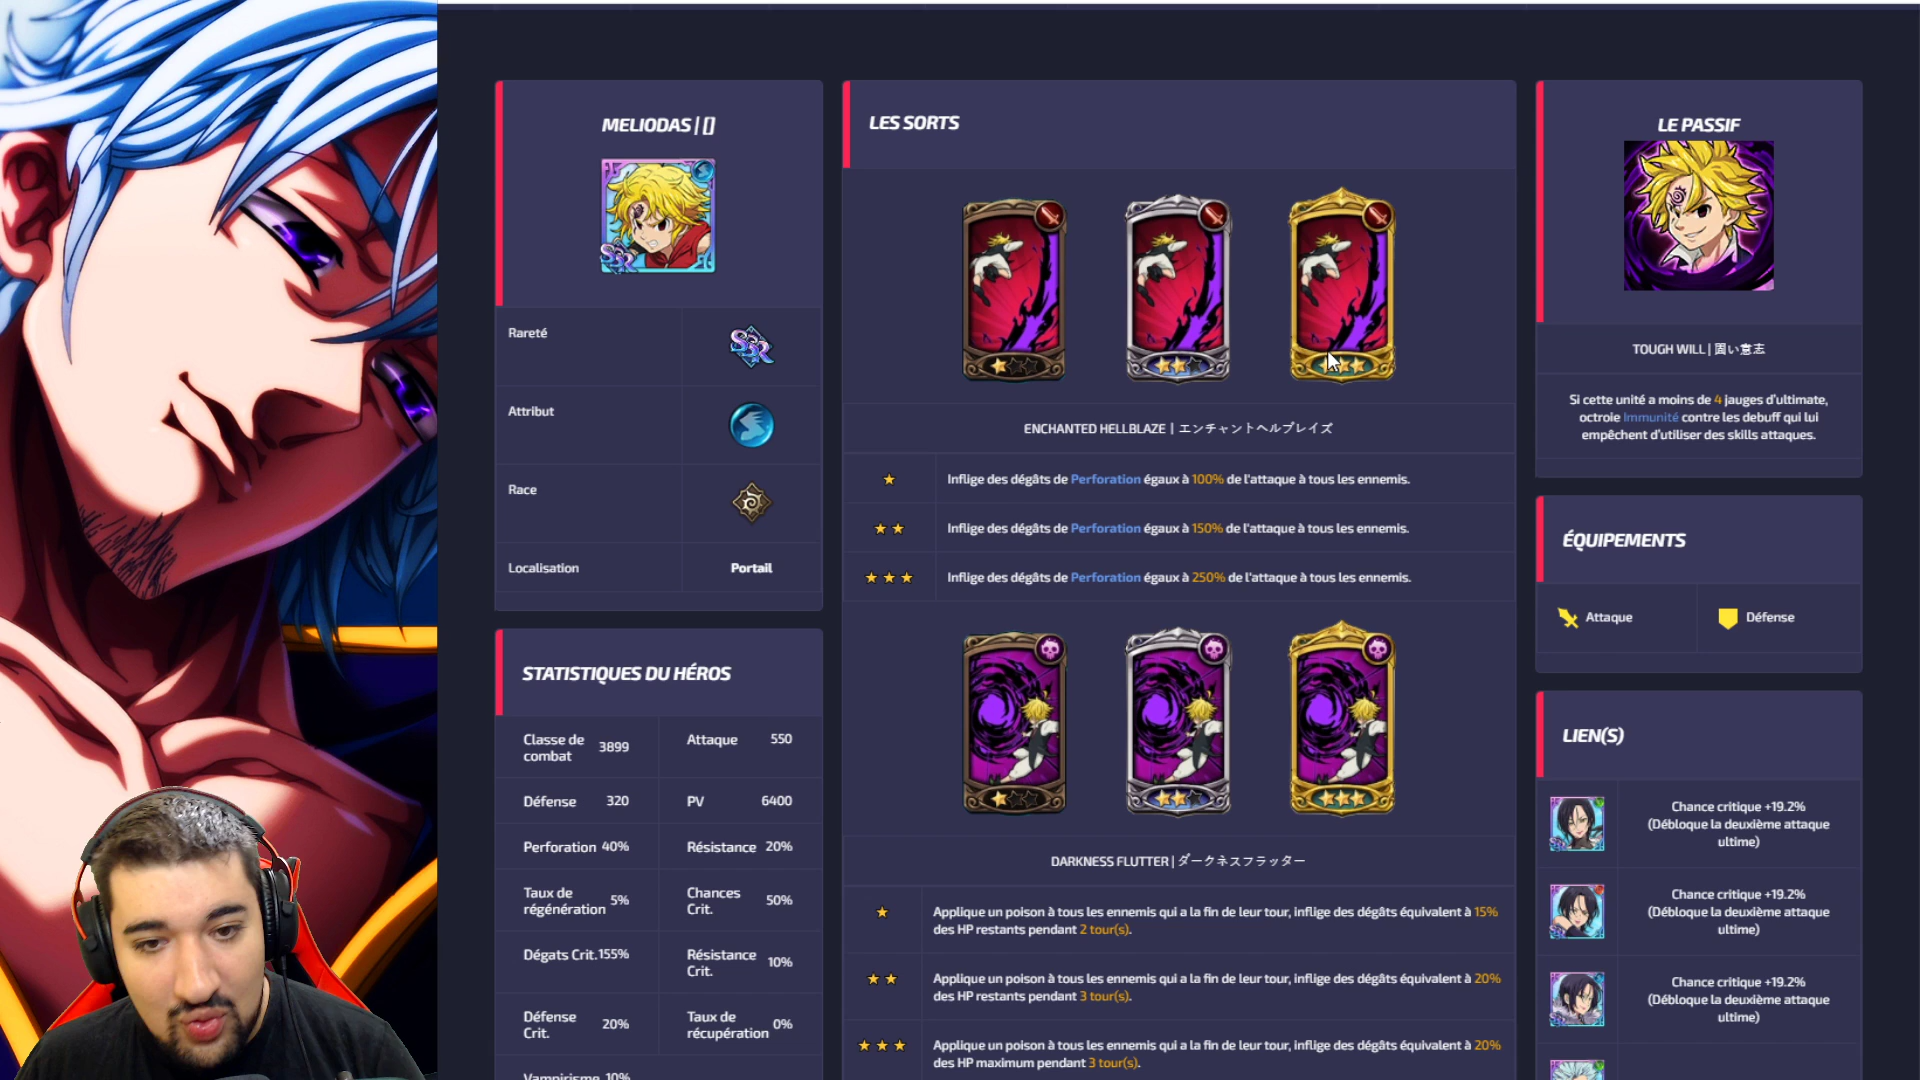 MELIODAS | []
SSR
Rareté
SSR
Attribut
Race
Localisation
Portail
STATISTIQUES DU HÉROS
Classe de combat 3899
Attaque 550
Défense 320
PV 6400
Perforation 40%
Résistance 20%
Taux de régénération 5%
Chances Crit. 50%
Dégats Crit. 155%
Résistance Crit. 10%
Défense Crit. 20%
Taux de récupération 0%
Vampirisme 10%
LES SORTS
ENCHANTED HELLBLAZE | エンチャントヘルブレイズ
Inflige des dégâts de Perforation égaux à 100% de l'attaque à tous les ennemis.
Inflige des dégâts de Perforation égaux à 150% de l'attaque à tous les ennemis.
Inflige des dégâts de Perforation égaux à 250% de l'attaque à tous les ennemis.
DARKNESS FLUTTER | ダークネスフラッター
Applique un poison à tous les ennemis qui a la fin de leur tour, inflige des dégâts équivalent à 15%
des HP restants pendant 2 tour(s).
Applique un poison à tous les ennemis qui a la fin de leur tour, inflige des dégâts équivalent à 20%
des HP restants pendant 3 tour(s).
Applique un poison à tous les ennemis qui a la fin de leur tour, inflige des dégâts équivalent à 20%
des HP maximum pendant 3 tour(s).
LE PASSIF
TOUGH WILL | 固い意志
Si cette unité a moins de 4 jauges d'ultimate,
octroie Immunité contre les debuff qui lui
empêchent d'utiliser des skills attaques.
ÉQUIPEMENTS
Attaque
Défense
LIEN(S)
Chance critique +19.2%
(Débloque la deuxième attaque
ultime)
Chance critique +19.2%
(Débloque la deuxième attaque
ultime)
Chance critique +19.2%
(Débloque la deuxième attaque
ultime)